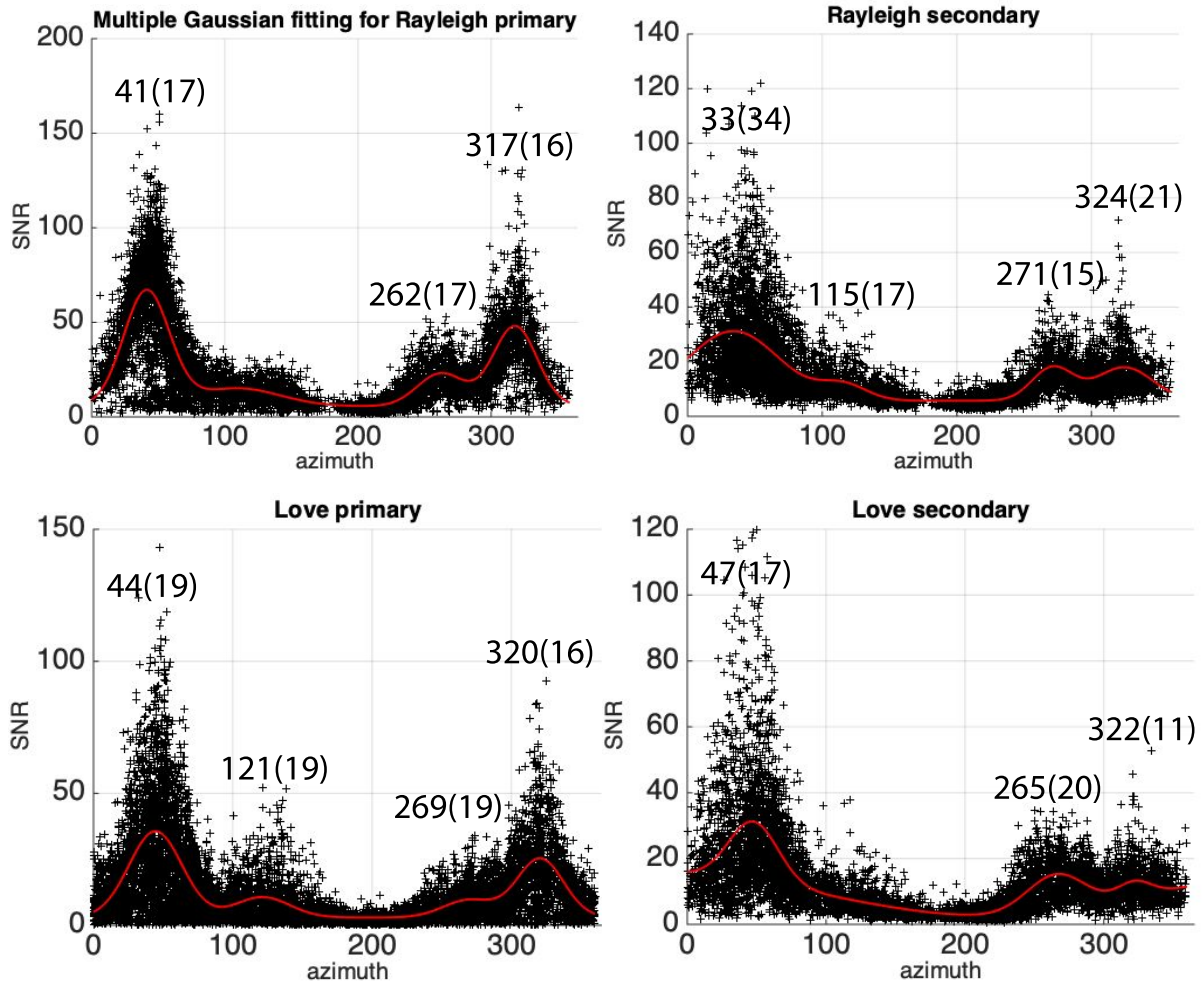 Multiple Gaussian fitting for Rayleigh primary
200
150
100
50
0
SNR
41(17)
262(17)
317(16)
0 100 200 300
azimuth
Rayleigh secondary
140
120
100
80
60
40
20
0
SNR
33(34)
115(17)
271(15)
324(21)
0 100 200 300
azimuth
Love primary
150
100
50
0
SNR
44(19)
121(19)
269(19)
320(16)
0 100 200 300
azimuth
Love secondary
120
100
80
60
40
20
0
SNR
47(17)
265(20)
322(11)
0 100 200 300
azimuth